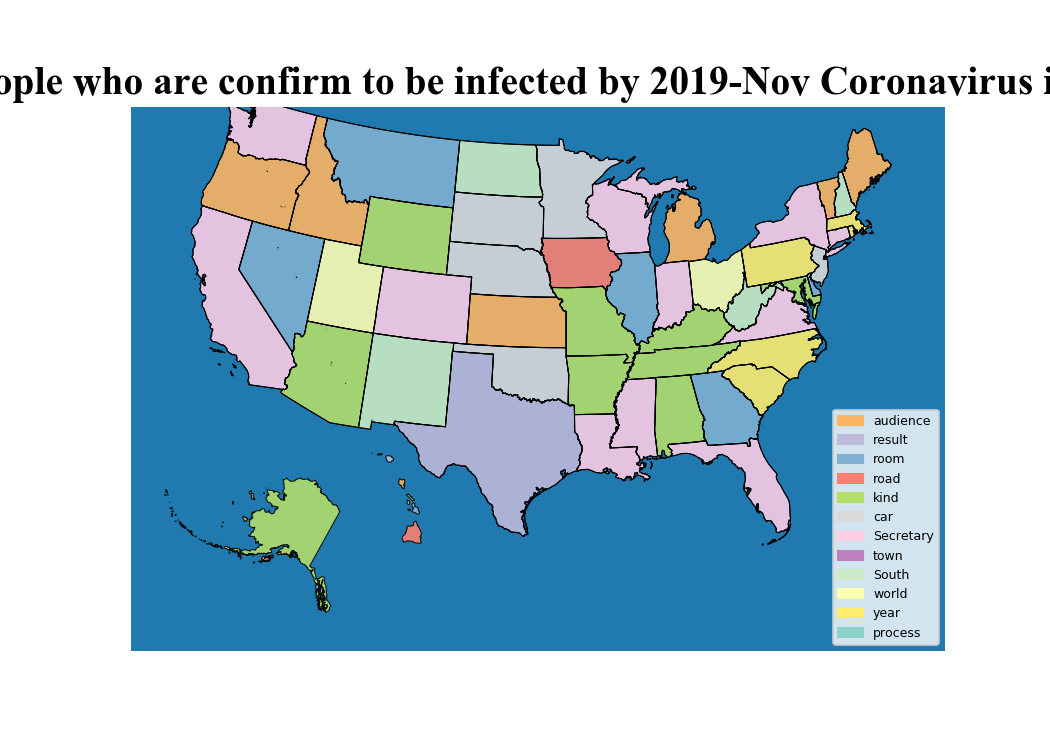 ople who are confirm to be infected by 2019-Nov Coronavirus i
audience
result
room
road
kind
car
Secretary
town
South
world
year
process